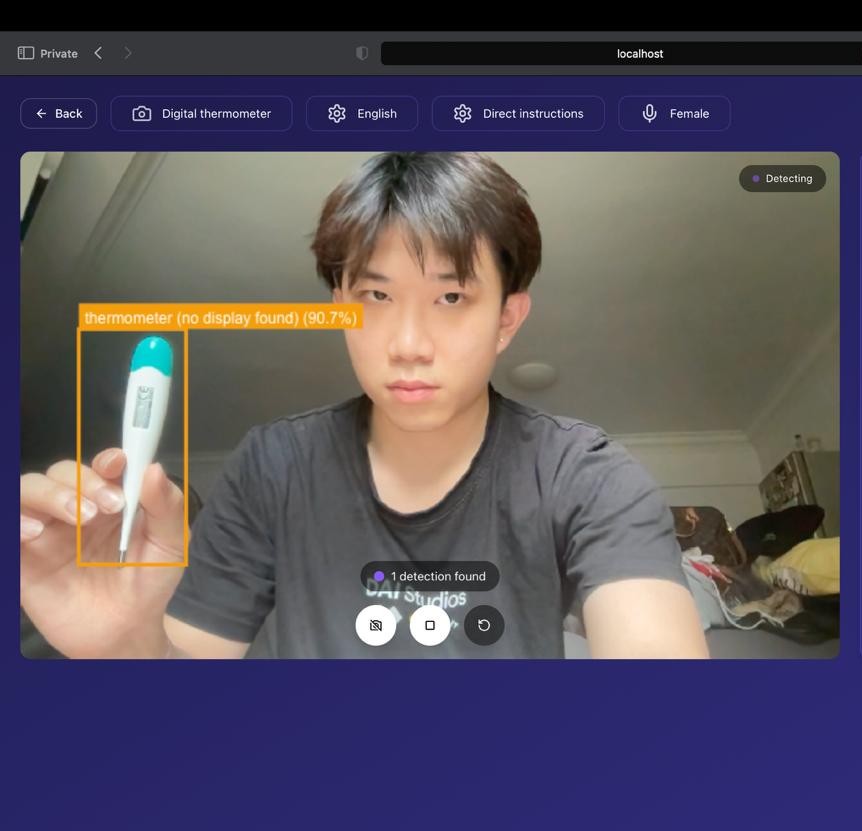 Private
localhost
Back
Digital thermometer
English
Direct instructions
Female
Detecting
thermometer (no display found) (90.7%)
1 detection found
DAI Studios